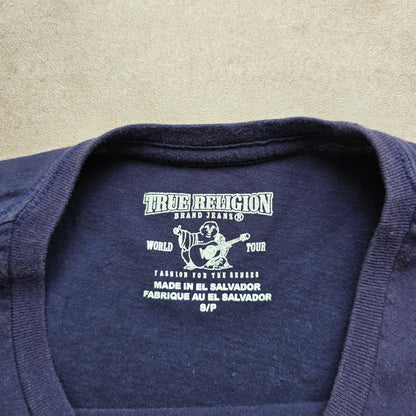 TRUE RELIGION
BRAND JEANS®
WORLD TOUR
FASHION FOR THE SENSES
MADE IN EL SALVADOR
FABRIQUE AU EL SALVADOR
S/P